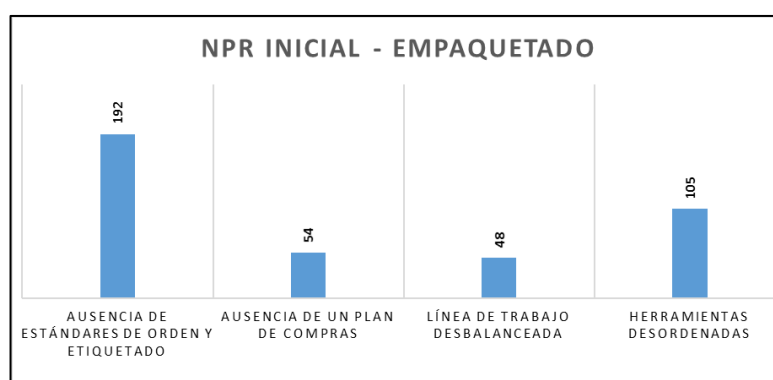 NPR INICIAL - EMPAQUETADO
192
54
48
105
AUSENCIA DE
ESTÁNDARES DE ORDEN Y
ETIQUETADO
AUSENCIA DE UN PLAN
DE COMPRAS
LÍNEA DE TRABAJO
DESBALANCEADA
HERRAMIENTAS
DESORDENADAS